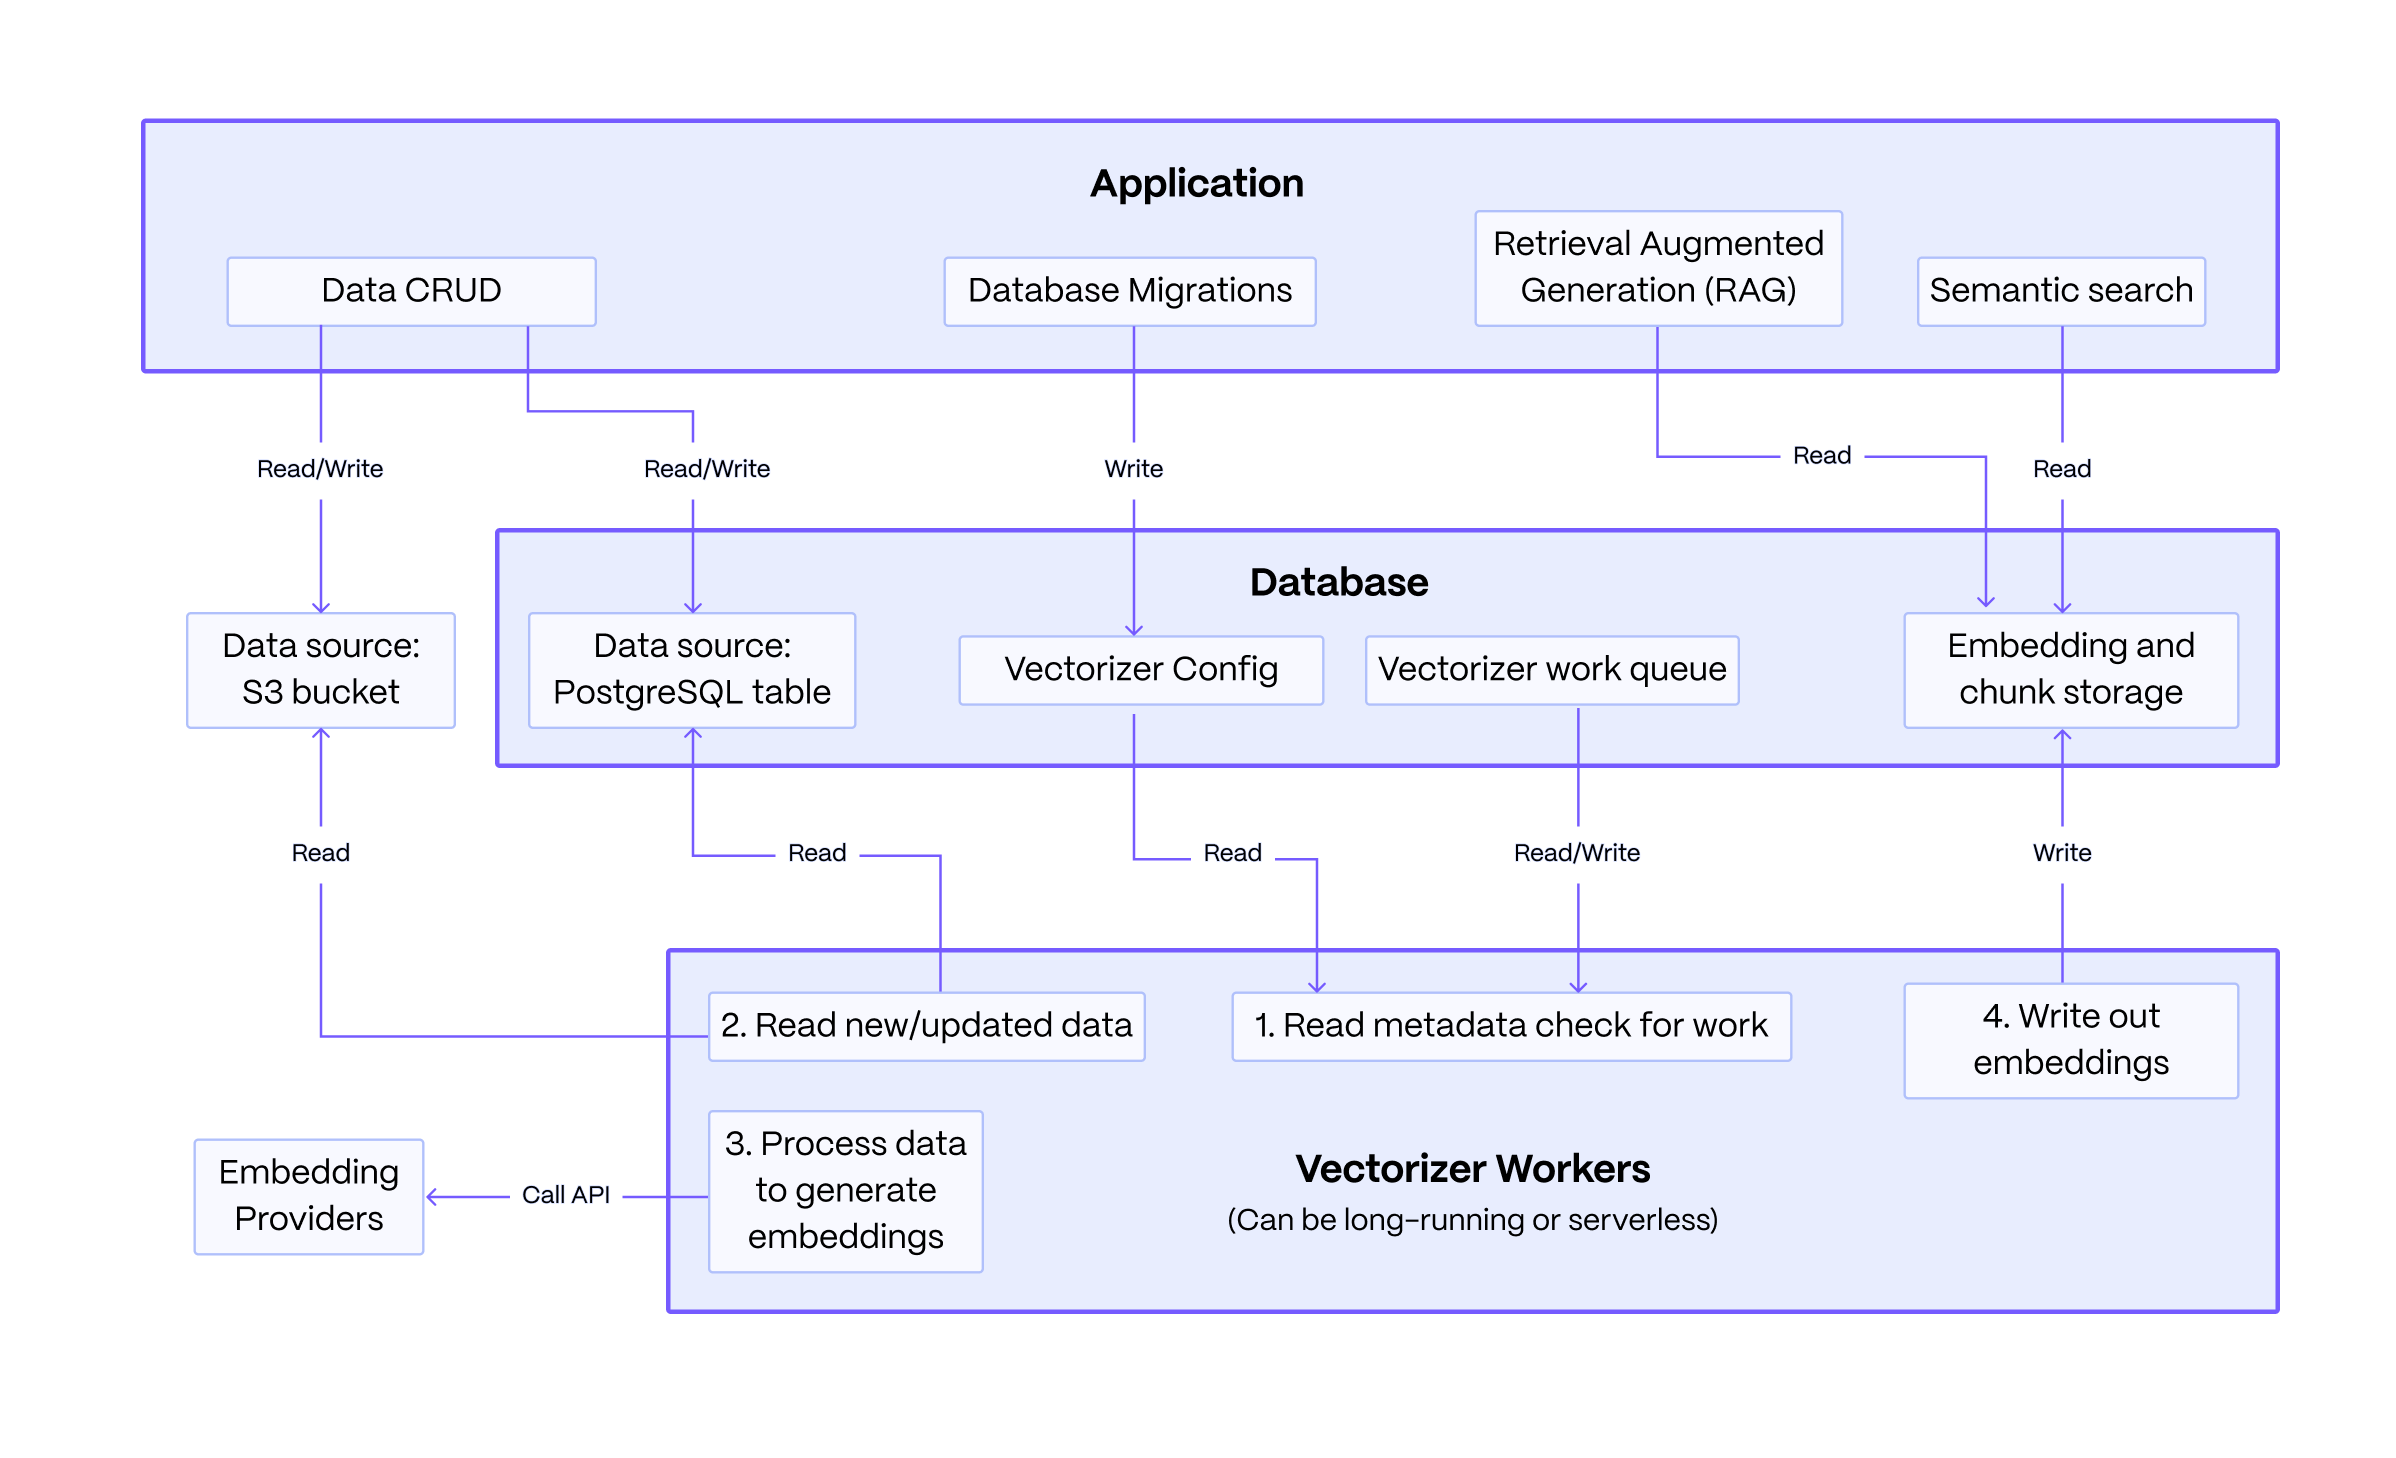 Application
Data CRUD
Database Migrations
Retrieval Augmented
Generation (RAG)
Semantic search
Read/Write
Read/Write
Write
Read
Read
Database
Data source:
S3 bucket
Data source:
PostgreSQL table
Vectorizer Config
Vectorizer work queue
Embedding and
chunk storage
Read
Read
Read
Read/Write
Write
2. Read new/updated data
1. Read metadata check for work
4. Write out
embeddings
3. Process data
to generate
embeddings
Embedding
Providers
Call API
Vectorizer Workers
(Can be long-running or serverless)